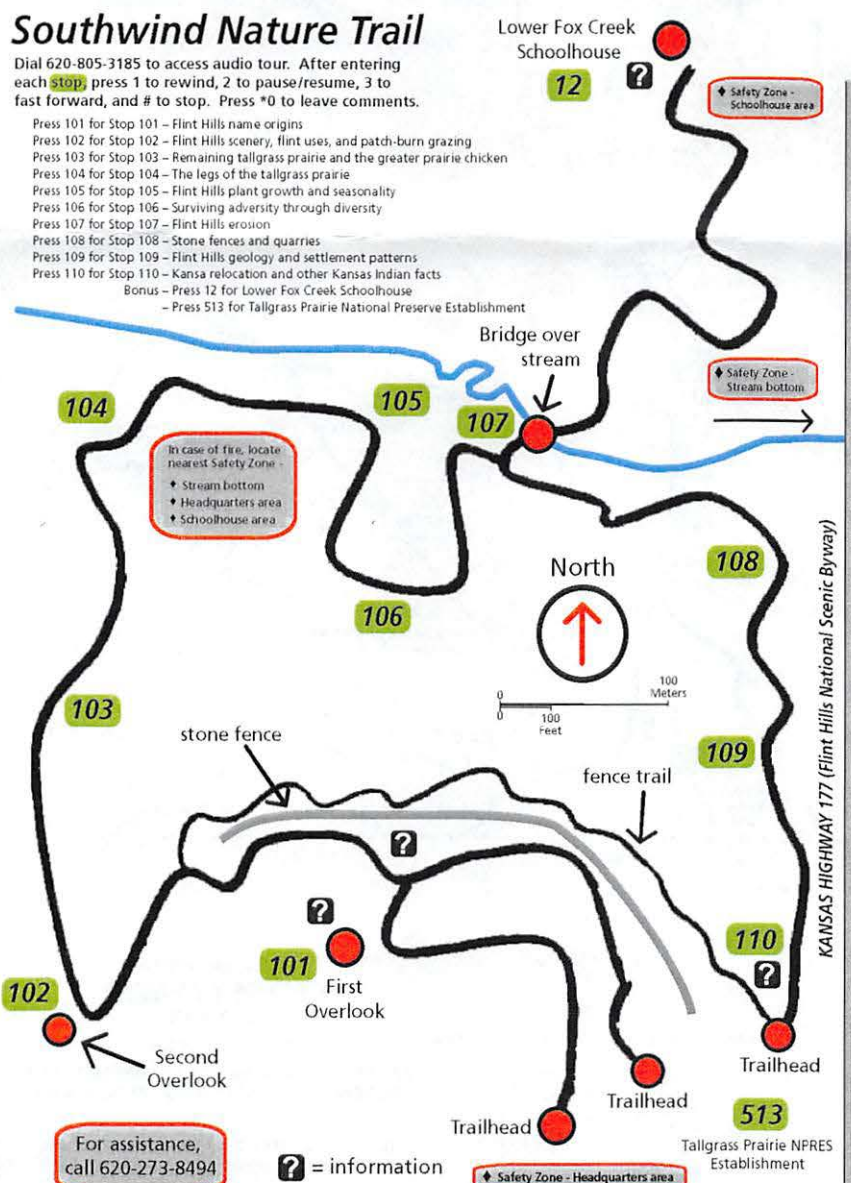 Southwind Nature Trail
Dial 620-805-3185 to access audio tour. After entering
each stop, press 1 to rewind, 2 to pause/resume, 3 to
fast forward, and # to stop. Press *0 to leave comments.
Press 101 for Stop 101 – Flint Hills name origins
Press 102 for Stop 102 – Flint Hills scenery, flint uses, and patch-burn grazing
Press 103 for Stop 103 – Remaining tallgrass prairie and the greater prairie chicken
Press 104 for Stop 104 – The legs of the tallgrass prairie
Press 105 for Stop 105 – Flint Hills plant growth and seasonality
Press 106 for Stop 106 – Surviving adversity through diversity
Press 107 for Stop 107 – Flint Hills erosion
Press 108 for Stop 108 – Stone fences and quarries
Press 109 for Stop 109 – Flint Hills geology and settlement patterns
Press 110 for Stop 110 – Kansa relocation and other Kansas Indian facts
Bonus – Press 12 for Lower Fox Creek Schoolhouse
– Press 513 for Tallgrass Prairie National Preserve Establishment
Lower Fox Creek
Schoolhouse
12
?
♦ Safety Zone -
Schoolhouse area
Bridge over
stream
♦ Safety Zone -
Stream bottom
104
105
107
In case of fire, locate
nearest Safety Zone -
♦ Stream bottom
♦ Headquarters area
♦ Schoolhouse area
106
North
108
0
100
Meters
0
100
Feet
103
109
KANSAS HIGHWAY 177 (Flint Hills National Scenic Byway)
stone fence
fence trail
?
?
101
First
Overlook
110
?
102
Second
Overlook
Trailhead
Trailhead
Trailhead
513
Tallgrass Prairie NPRES
Establishment
For assistance,
call 620-273-8494
? = information
♦ Safety Zone - Headquarters area